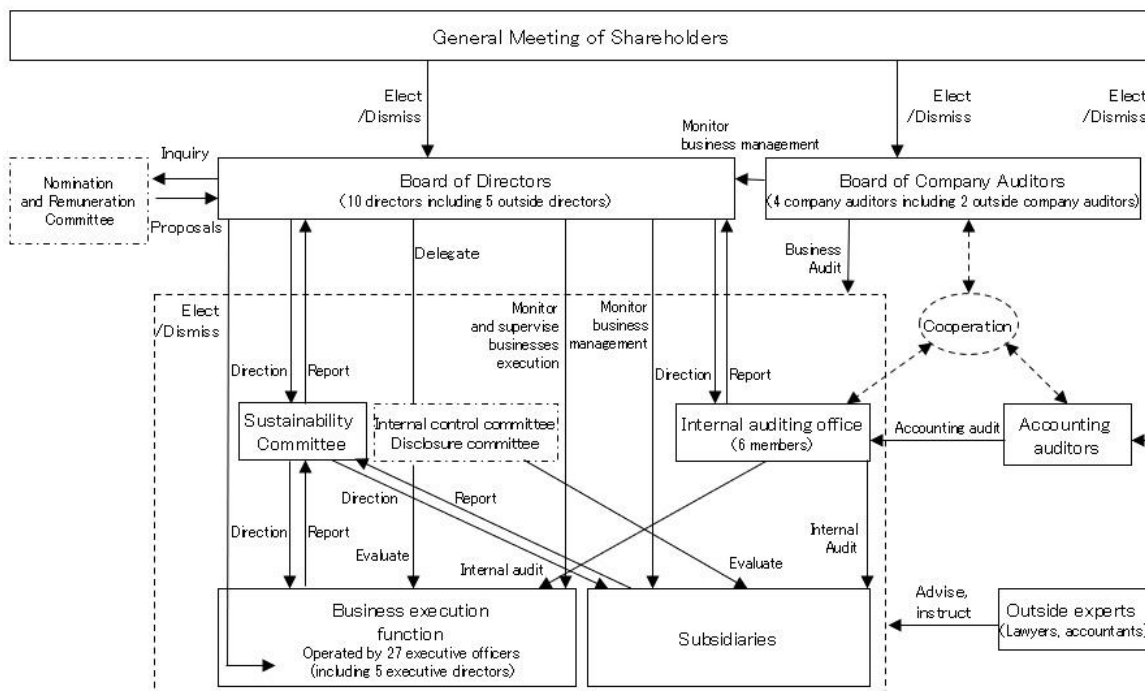 General Meeting of Shareholders
Elect
/Dismiss
Elect
/Dismiss
Elect
/Dismiss
Monitor
business management
Inquiry
Nomination
and Remuneration
Committee
Proposals
Board of Directors
(10 directors including 5 outside directors)
Board of Company Auditors
(4 company auditors including 2 outside company auditors)
Delegate
Business
Audit
Elect
/Dismiss
Monitor
and supervise
businesses
execution
Monitor
business
management
Cooperation
Direction
Report
Direction
Report
Sustainability
Committee
Internal control committee
Disclosure committee
Internal auditing office
(6 members)
Accounting audit
Accounting
auditors
Direction
Report
Direction
Report
Evaluate
Internal audit
Evaluate
Internal
Audit
Business execution
function
Operated by 27 executive officers
(including 5 executive directors)
Subsidiaries
Advise,
instruct
Outside experts
(Lawyers, accountants)